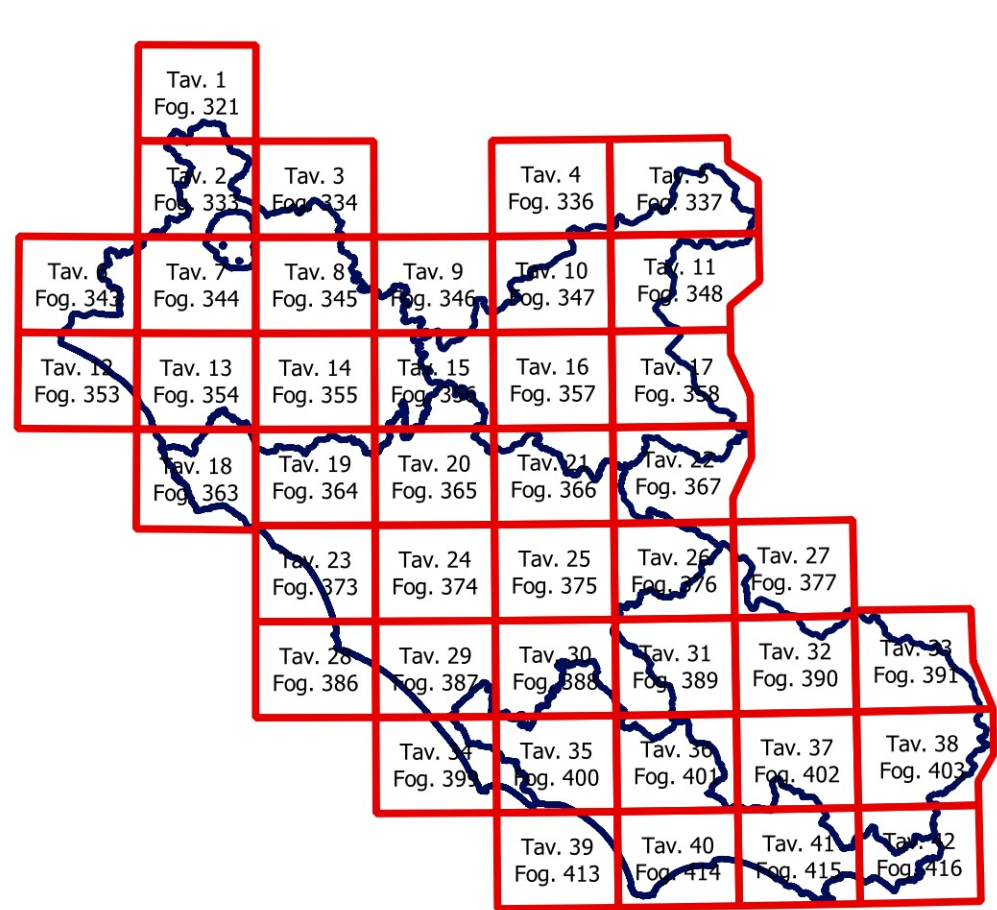 Tav. 1
Fog. 321
Tav. 2
Fog. 333
Tav. 3
Fog. 334
Tav. 4
Fog. 336
Tav. 5
Fog. 337
Tav. 6
Fog. 343
Tav. 7
Fog. 344
Tav. 8
Fog. 345
Tav. 9
Fog. 346
Tav. 10
Fog. 347
Tav. 11
Fog. 348
Tav. 12
Fog. 353
Tav. 13
Fog. 354
Tav. 14
Fog. 355
Tav. 15
Fog. 356
Tav. 16
Fog. 357
Tav. 17
Fog. 358
Tav. 18
Fog. 363
Tav. 19
Fog. 364
Tav. 20
Fog. 365
Tav. 21
Fog. 366
Tav. 22
Fog. 367
Tav. 23
Fog. 373
Tav. 24
Fog. 374
Tav. 25
Fog. 375
Tav. 26
Fog. 376
Tav. 27
Fog. 377
Tav. 28
Fog. 386
Tav. 29
Fog. 387
Tav. 30
Fog. 388
Tav. 31
Fog. 389
Tav. 32
Fog. 390
Tav. 33
Fog. 391
Tav. 34
Fog. 399
Tav. 35
Fog. 400
Tav. 36
Fog. 401
Tav. 37
Fog. 402
Tav. 38
Fog. 403
Tav. 39
Fog. 413
Tav. 40
Fog. 414
Tav. 41
Fog. 415
Tav. 42
Fog. 416